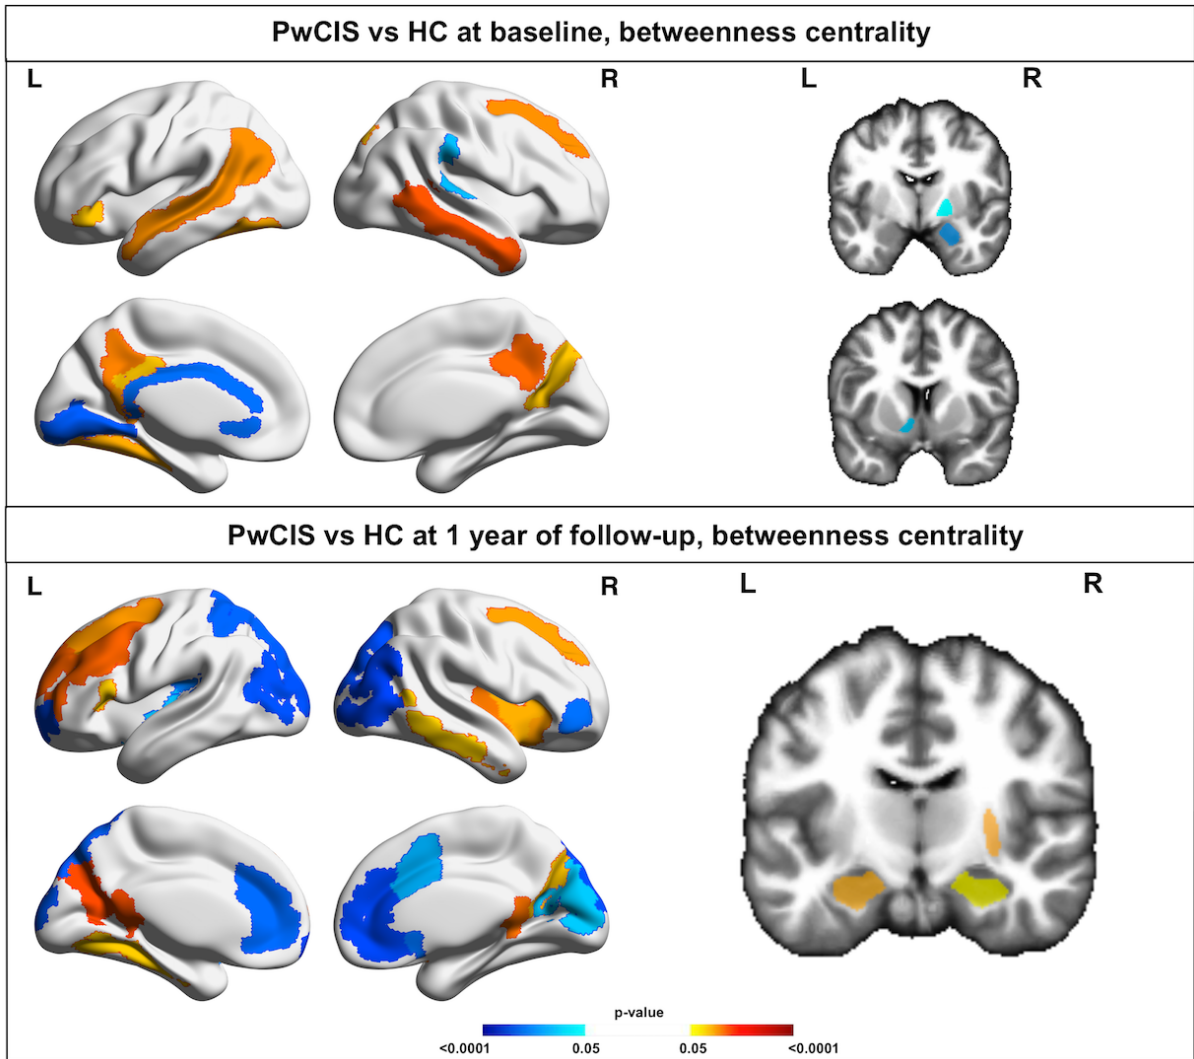 PwCIS vs HC at baseline, betweenness centrality
L R L R
PwCIS vs HC at 1 year of follow-up, betweenness centrality
L R L R
p-value
<0.0001 0.05 0.05 <0.0001